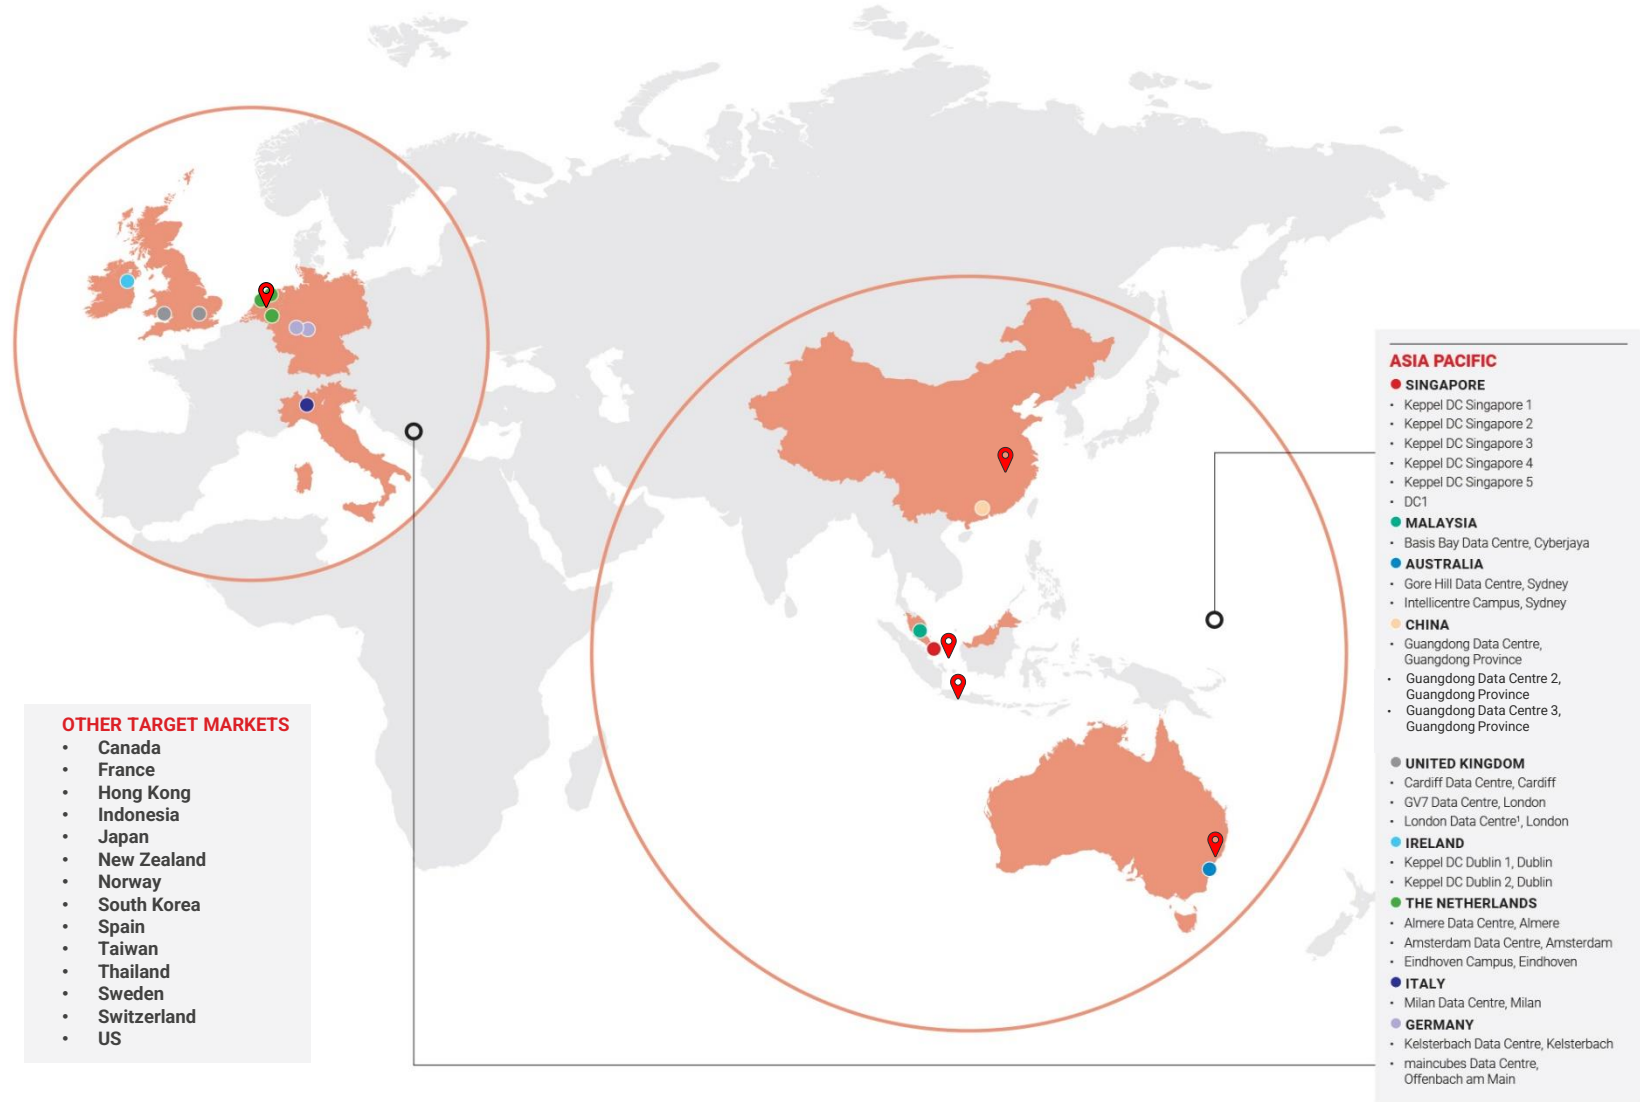 OTHER TARGET MARKETS
• Canada
• France
• Hong Kong
• Indonesia
• Japan
• New Zealand
• Norway
• South Korea
• Spain
• Taiwan
• Thailand
• Sweden
• Switzerland
• US
ASIA PACIFIC
SINGAPORE
• Keppel DC Singapore 1
• Keppel DC Singapore 2
• Keppel DC Singapore 3
• Keppel DC Singapore 4
• Keppel DC Singapore 5
• DC1
MALAYSIA
• Basis Bay Data Centre, Cyberjaya
AUSTRALIA
• Gore Hill Data Centre, Sydney
• Intellicentre Campus, Sydney
CHINA
• Guangdong Data Centre,
Guangdong Province
• Guangdong Data Centre 2,
Guangdong Province
• Guangdong Data Centre 3,
Guangdong Province
UNITED KINGDOM
• Cardiff Data Centre, Cardiff
• GV7 Data Centre, London
• London Data Centre¹, London
IRELAND
• Keppel DC Dublin 1, Dublin
• Keppel DC Dublin 2, Dublin
THE NETHERLANDS
• Almere Data Centre, Almere
• Amsterdam Data Centre, Amsterdam
• Eindhoven Campus, Eindhoven
ITALY
• Milan Data Centre, Milan
GERMANY
• Kelsterbach Data Centre, Kelsterbach
• maincubes Data Centre,
Offenbach am Main